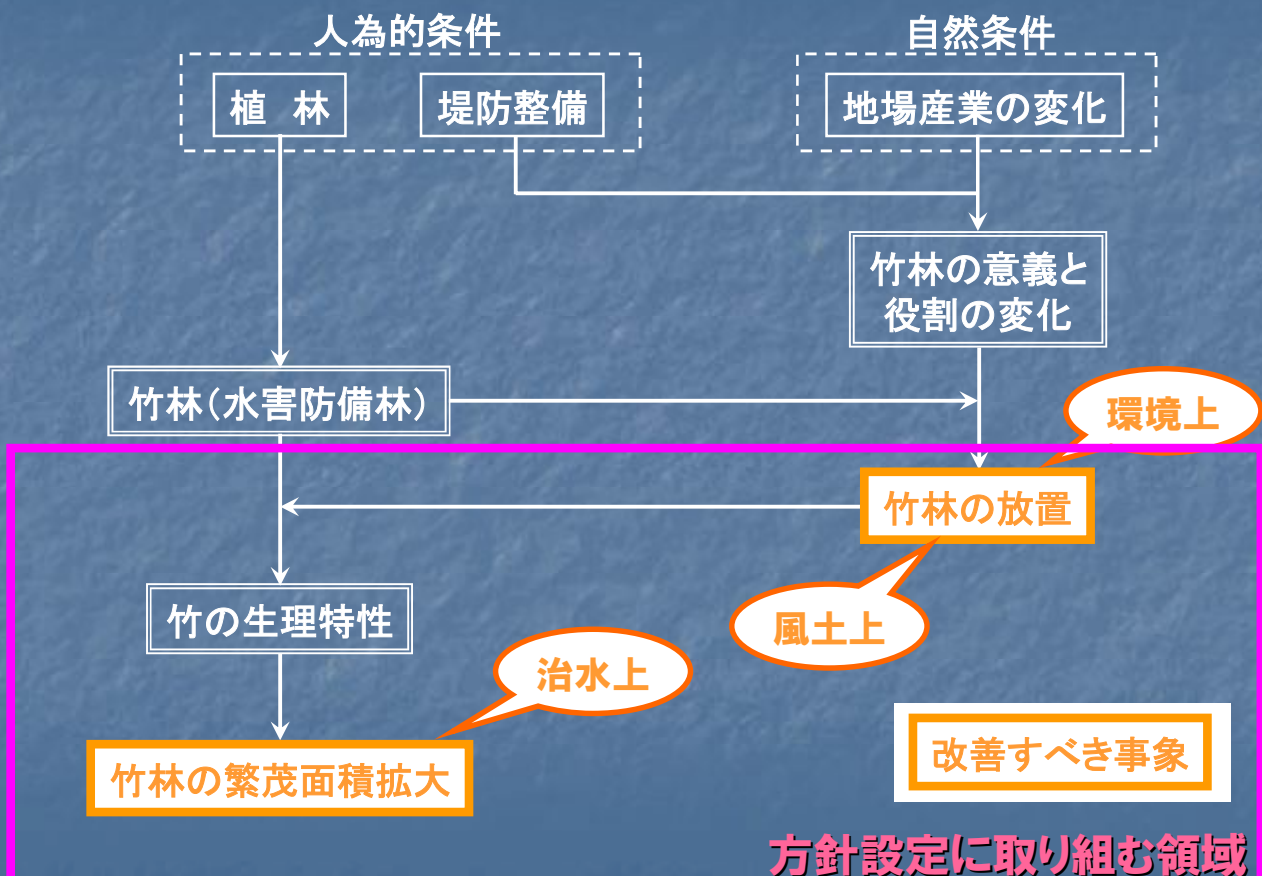 人為的条件
自然条件
植　林
堤防整備
地場産業の変化
竹林の意義と
役割の変化
竹林（水害防備林）
環境上
竹林の放置
風土上
竹の生理特性
治水上
竹林の繁茂面積拡大
改善すべき事象
方針設定に取り組む領域